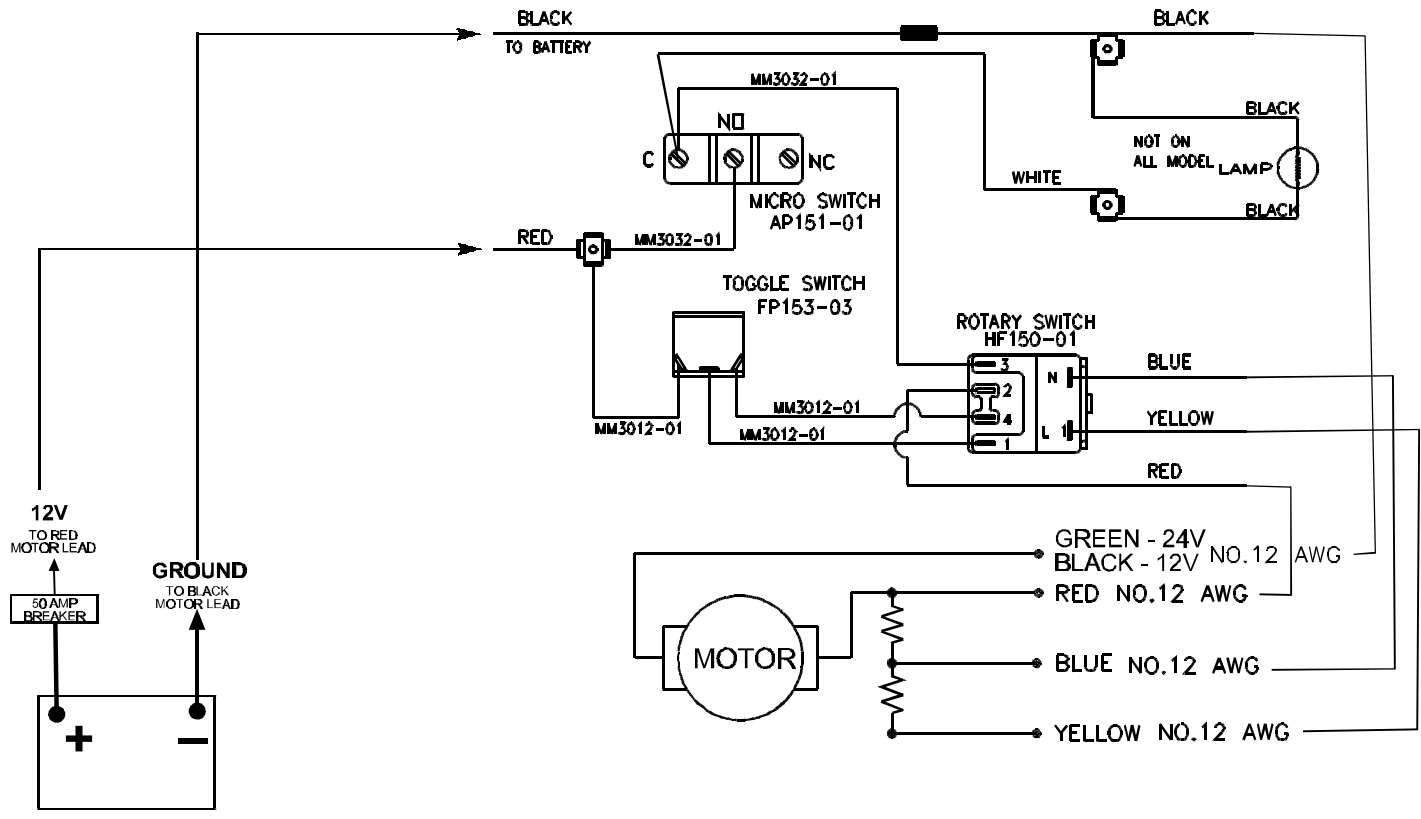 BLACK
TO BATTERY
BLACK
MM3032-01
NO
C
NC
MICRO SWITCH
AP151-01
BLACK
NOT ON
ALL MODEL
LAMP
WHITE
BLACK
RED
MM3032-01
TOGGLE SWITCH
FP153-03
ROTARY SWITCH
HF150-01
3
2
4
1
N
L 1
BLUE
YELLOW
RED
MM3012-01
MM3012-01
MM3012-01
12V
TO RED
MOTOR LEAD
50 AMP
BREAKER
GROUND
TO BLACK
MOTOR LEAD
+
−
MOTOR
GREEN - 24V
BLACK - 12V
NO.12 AWG
RED NO.12 AWG
BLUE NO.12 AWG
YELLOW NO.12 AWG